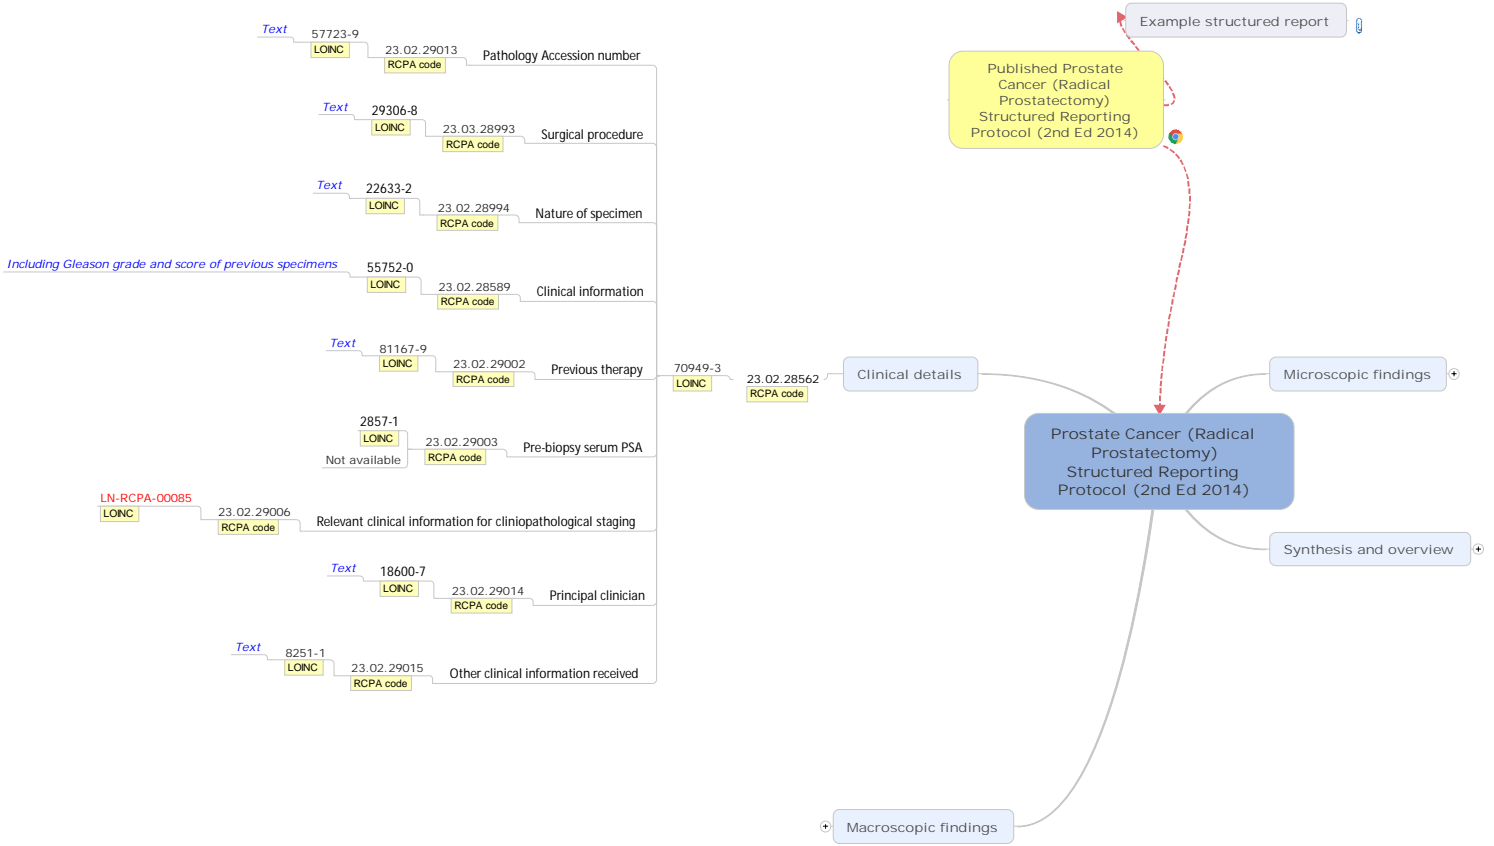 Text
57723-9
LOINC
23.02.29013
RCPA code
Pathology Accession number
Text
29306-8
LOINC
23.03.28993
RCPA code
Surgical procedure
Text
22633-2
LOINC
23.02.28994
RCPA code
Nature of specimen
Including Gleason grade and score of previous specimens
55752-0
LOINC
23.02.28589
RCPA code
Clinical information
Text
81167-9
LOINC
23.02.29002
RCPA code
Previous therapy
2857-1
LOINC
Not available
23.02.29003
RCPA code
Pre-biopsy serum PSA
LN-RCPA-00085
LOINC
23.02.29006
RCPA code
Relevant clinical information for cliniopathological staging
Text
18600-7
LOINC
23.02.29014
RCPA code
Principal clinician
Text
8251-1
LOINC
23.02.29015
RCPA code
Other clinical information received
70949-3
LOINC
23.02.28562
RCPA code
Clinical details
Example structured report
Published Prostate
Cancer (Radical
Prostatectomy)
Structured Reporting
Protocol (2nd Ed 2014)
Microscopic findings
Prostate Cancer (Radical
Prostatectomy)
Structured Reporting
Protocol (2nd Ed 2014)
Synthesis and overview
Macroscopic findings